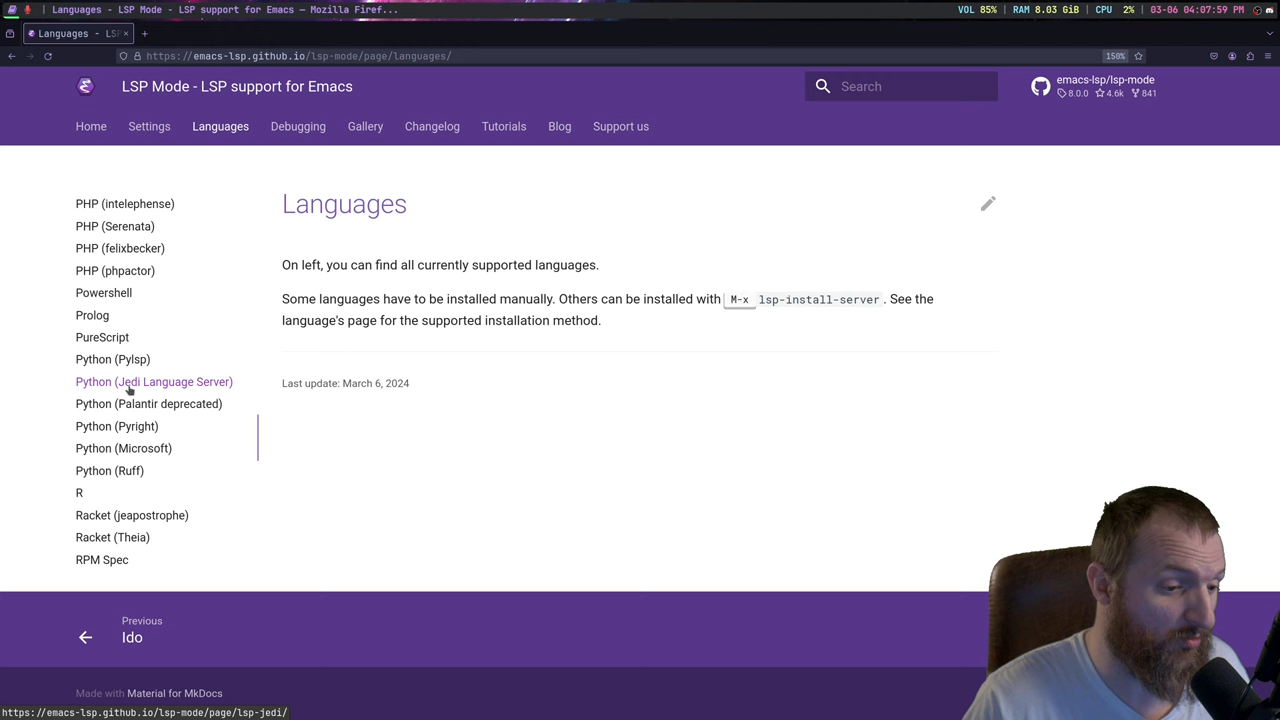 Languages - LSP Mode - LSP support for Emacs — Mozilla Firef...
VOL 85% | RAM 8.03 GiB | CPU 2% | 03-06 04:07:59 PM |
Languages - LSP
https://emacs-lsp.github.io/lsp-mode/page/languages/
150%
LSP Mode - LSP support for Emacs
Search
emacs-lsp/lsp-mode
8.0.0 4.6k 841
Home Settings Languages Debugging Gallery Changelog Tutorials Blog Support us
PHP (intelephense)
PHP (Serenata)
PHP (felixbecker)
PHP (phpactor)
Powershell
Prolog
PureScript
Python (Pylsp)
Python (Jedi Language Server)
Python (Palantir deprecated)
Python (Pyright)
Python (Microsoft)
Python (Ruff)
R
Racket (jeapostrophe)
Racket (Theia)
RPM Spec
Languages
On left, you can find all currently supported languages.
Some languages have to be installed manually. Others can be installed with M-x lsp-install-server. See the
language's page for the supported installation method.
Last update: March 6, 2024
Previous
Ido
Made with Material for MkDocs
https://emacs-lsp.github.io/lsp-mode/page/lsp-jedi/